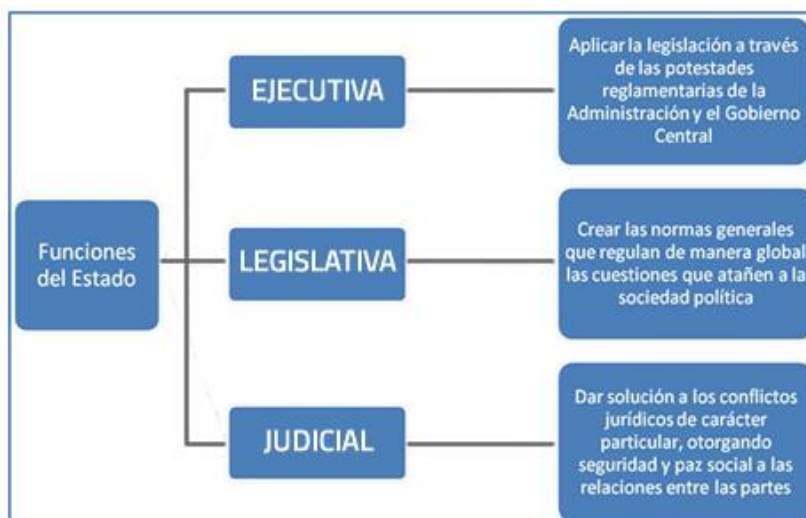 Funciones
del Estado
EJECUTIVA
Aplicar la legislación a través
de las potestades
reglamentarias de la
Administración y el Gobierno
Central
LEGISLATIVA
Crear las normas generales
que regulan de manera global
las cuestiones que atañen a la
sociedad política
JUDICIAL
Dar solución a los conflictos
jurídicos de carácter
particular, otorgando
seguridad y paz social a las
relaciones entre las partes